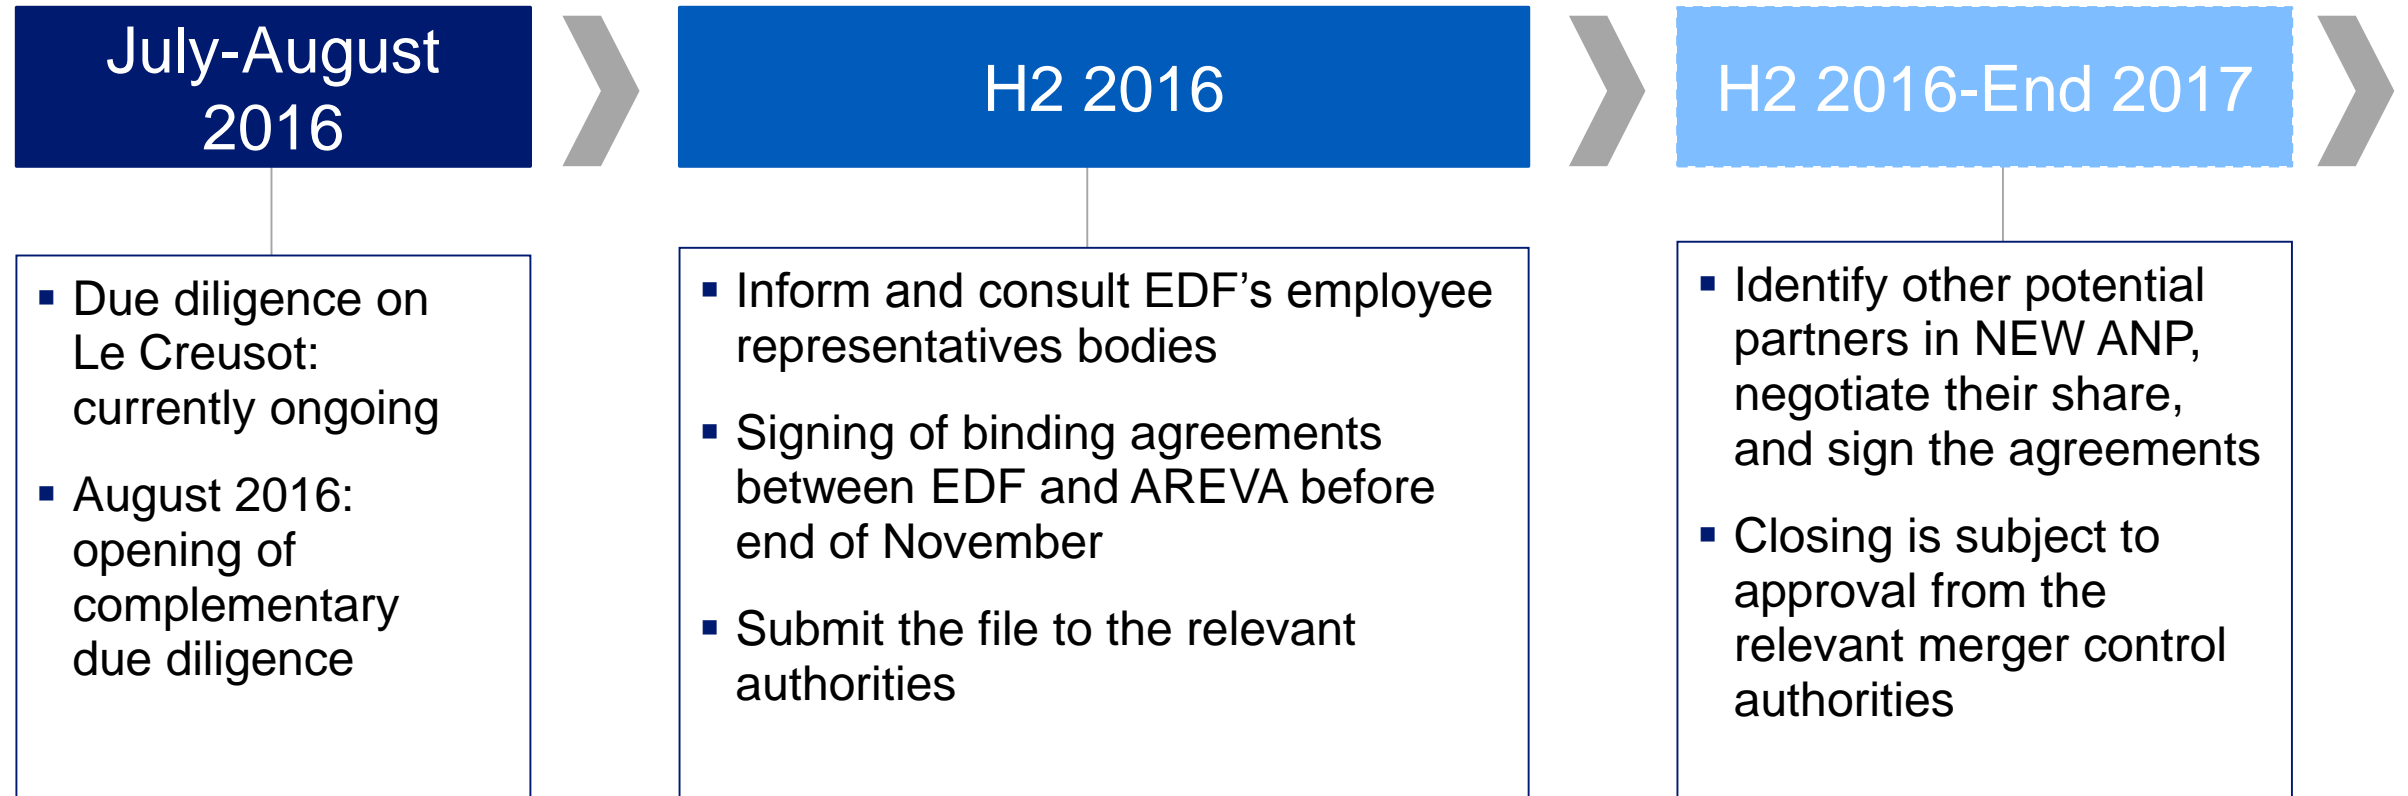 July-August
2016
H2 2016
H2 2016-End 2017
▪ Due diligence on
Le Creusot:
currently ongoing
▪ August 2016:
opening of
complementary
due diligence
▪ Inform and consult EDF’s employee
representatives bodies
▪ Signing of binding agreements
between EDF and AREVA before
end of November
▪ Submit the file to the relevant
authorities
▪ Identify other potential
partners in NEW ANP,
negotiate their share,
and sign the agreements
▪ Closing is subject to
approval from the
relevant merger control
authorities